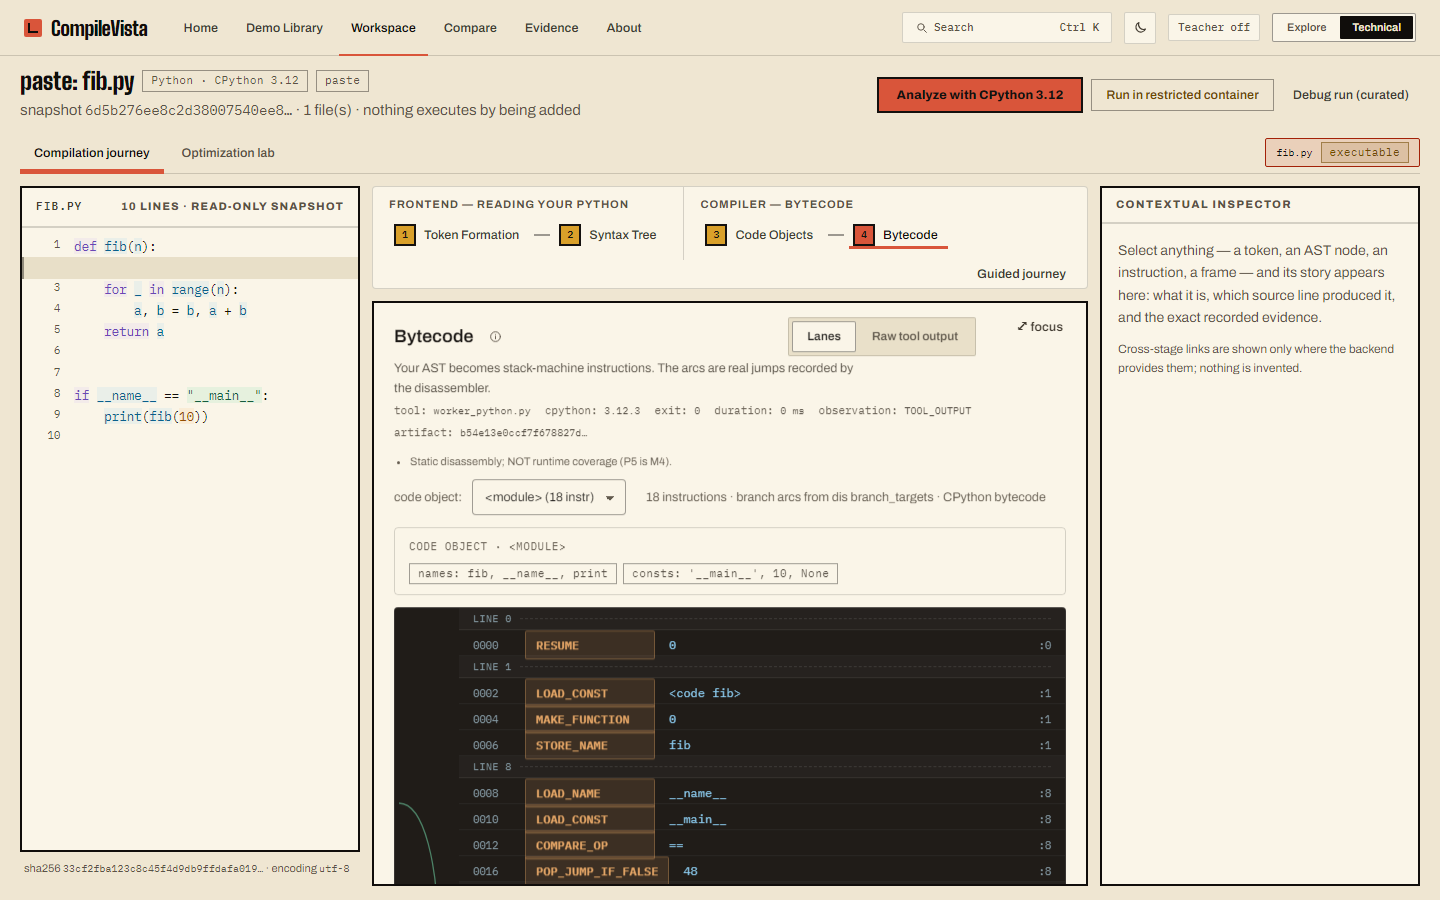 CompileVista Home Demo Library Workspace Compare Evidence About Search Ctrl K Teacher off Explore Technical
paste: fib.py Python · CPython 3.12 paste
snapshot 6d5b276ee8c2d38007540ee8… · 1 file(s) · nothing executes by being added
Analyze with CPython 3.12 Run in restricted container Debug run (curated)
Compilation journey Optimization lab fib.py executable
FIB.PY 10 LINES · READ-ONLY SNAPSHOT
1 def fib(n):
3 for _ in range(n):
4 a, b = b, a + b
5 return a
6
7
8 if __name__ == "__main__":
9 print(fib(10))
10
sha256 33cf2fba123c8c45f4d9db9ffdafa019… · encoding utf-8
FRONTEND — READING YOUR PYTHON
1 Token Formation — 2 Syntax Tree
COMPILER — BYTECODE
3 Code Objects — 4 Bytecode
Guided journey
Bytecode ⓘ Lanes Raw tool output ⤢ focus
Your AST becomes stack-machine instructions. The arcs are real jumps recorded by
the disassembler.
tool: worker_python.py cpython: 3.12.3 exit: 0 duration: 0 ms observation: TOOL_OUTPUT
artifact: b54e13e0ccf7f678827d…
• Static disassembly; NOT runtime coverage (P5 is M4).
code object: <module> (18 instr) 18 instructions · branch arcs from dis branch_targets · CPython bytecode
CODE OBJECT · <MODULE>
names: fib, __name__, print consts: '__main__', 10, None
LINE 0
0000 RESUME 0 :0
LINE 1
0002 LOAD_CONST <code fib> :1
0004 MAKE_FUNCTION 0 :1
0006 STORE_NAME fib :1
LINE 8
0008 LOAD_NAME __name__ :8
0010 LOAD_CONST __main__ :8
0012 COMPARE_OP == :8
0016 POP_JUMP_IF_FALSE 48 :8
CONTEXTUAL INSPECTOR
Select anything — a token, an AST node, an
instruction, a frame — and its story appears
here: what it is, which source line produced it,
and the exact recorded evidence.
Cross-stage links are shown only where the backend
provides them; nothing is invented.